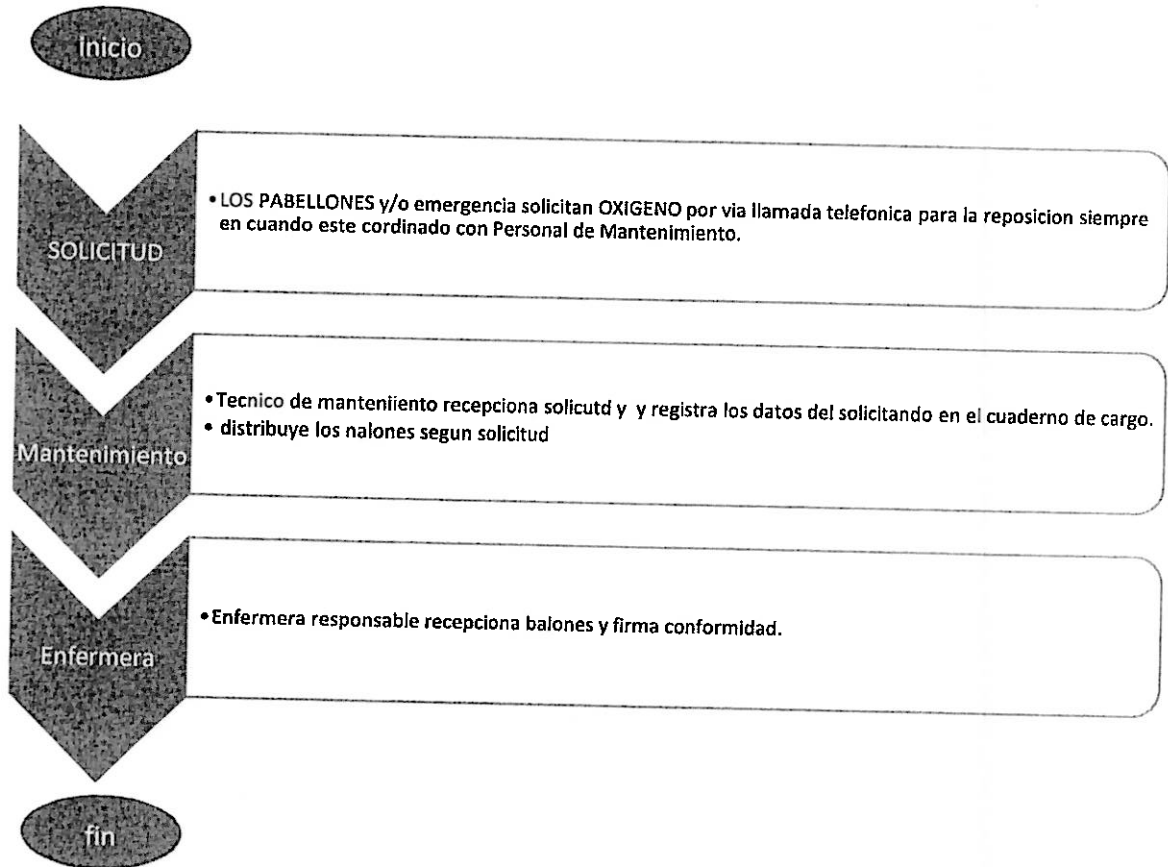 Inicio
SOLICITUD
• LOS PABELLONES y/o emergencia solicitan OXIGENO por via llamada telefonica para la reposicion siempre
en cuando este cordinado con Personal de Mantenimiento.
Mantenimiento
• Tecnico de manteniiento recepciona solicutd y y registra los datos del solicitando en el cuaderno de cargo.
• distribuye los nalones segun solicitud
Enfermera
• Enfermera responsable recepciona balones y firma conformidad.
fin